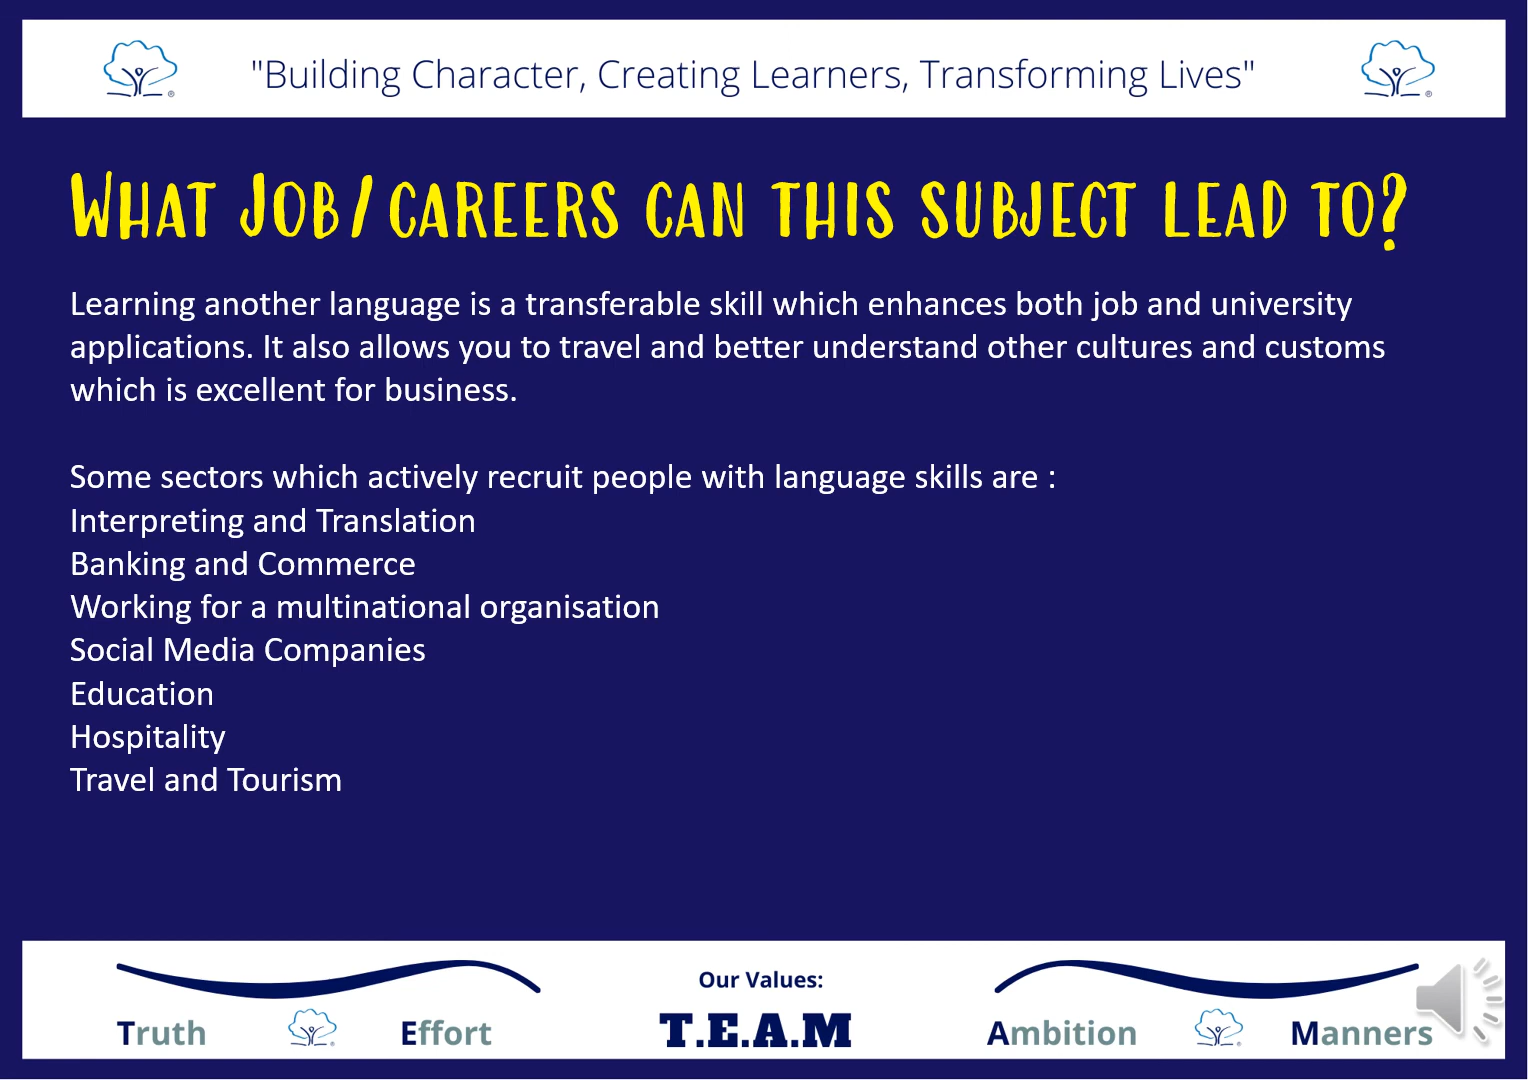 "Building Character, Creating Learners, Transforming Lives"
WHAT JOB/CAREERS CAN THIS SUBJECT LEAD TO?
Learning another language is a transferable skill which enhances both job and university
applications. It also allows you to travel and better understand other cultures and customs
which is excellent for business.
Some sectors which actively recruit people with language skills are :
Interpreting and Translation
Banking and Commerce
Working for a multinational organisation
Social Media Companies
Education
Hospitality
Travel and Tourism
Our Values:
T.E.A.M
Truth
Effort
Ambition
Manners